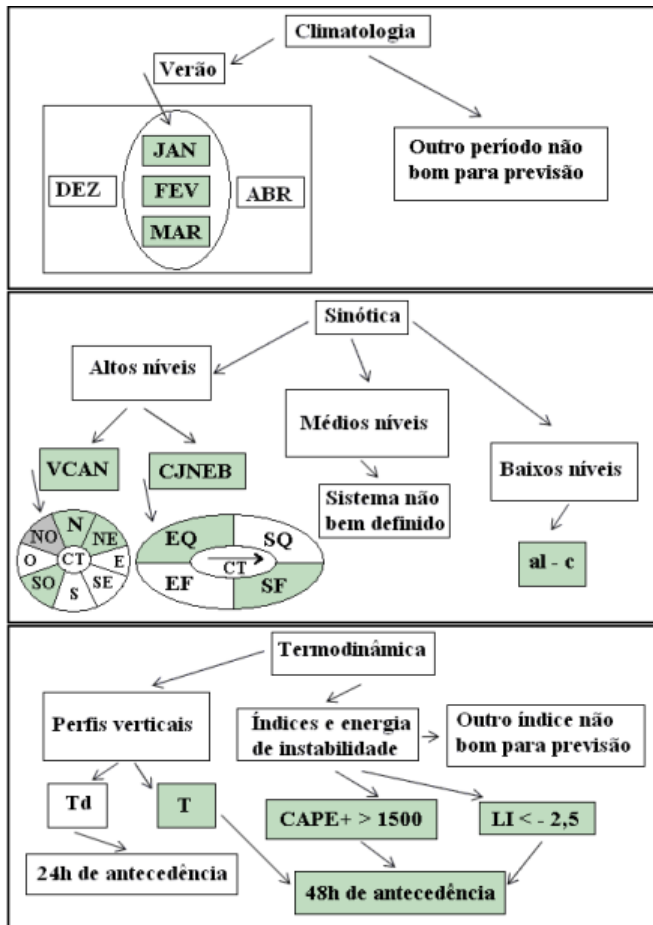 Climatologia
Verão
JAN
FEV
MAR
DEZ
ABR
Outro período não
bom para previsão
Sinótica
Altos níveis
Médios níveis
Baixos níveis
VCAN
CJNEB
Sistema não
bem definido
al - c
N
NO
NE
O
CT
E
SO
SE
S
EQ
SQ
CT
EF
SF
Termodinâmica
Perfis verticais
Índices e energia
de instabilidade
Outro índice não
bom para previsão
Td
T
CAPE+ > 1500
LI < - 2,5
24h de antecedência
48h de antecedência